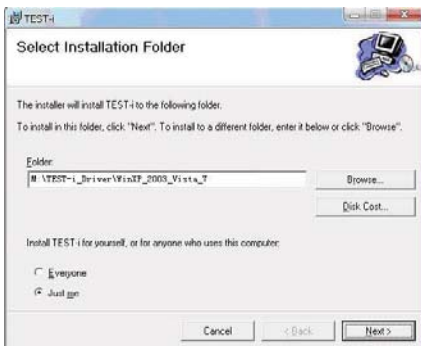 TEST-i
Select Installation Folder
The installer will install TEST-i to the following folder.
To install in this folder, click "Next". To install to a different folder, enter it below or click "Browse".
Folder:
M:\TEST-i_Driver\WinXP_2003_Vista_7
Browse...
Disk Cost...
Install TEST-i for yourself, or for anyone who uses this computer:
Everyone
Just me
Cancel
< Back
Next >